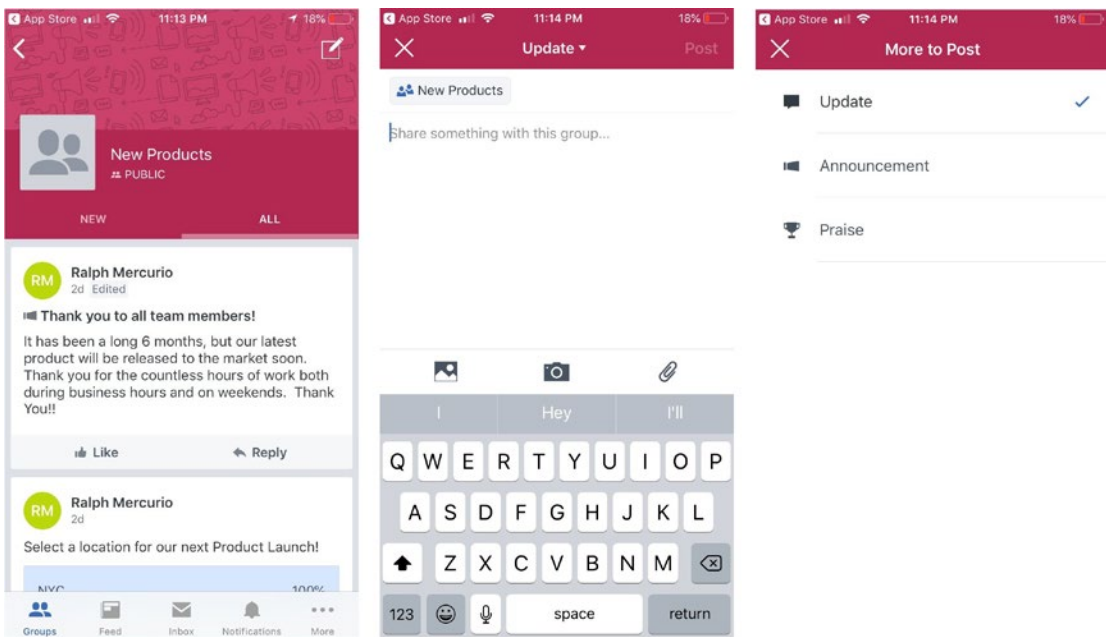 App Store 11:13 PM 18%
New Products
PUBLIC
NEW ALL
RM Ralph Mercurio
2d Edited
Thank you to all team members!
It has been a long 6 months, but our latest
product will be released to the market soon.
Thank you for the countless hours of work both
during business hours and on weekends. Thank
You!!
Like Reply
RM Ralph Mercurio
2d
Select a location for our next Product Launch!
NYC 100%
Groups Feed Inbox Notifications More
App Store 11:14 PM 18%
Update Post
New Products
Share something with this group...
I Hey I'll
Q W E R T Y U I O P
A S D F G H J K L
Z X C V B N M
123 space return
App Store 11:14 PM 18%
More to Post
Update
Announcement
Praise